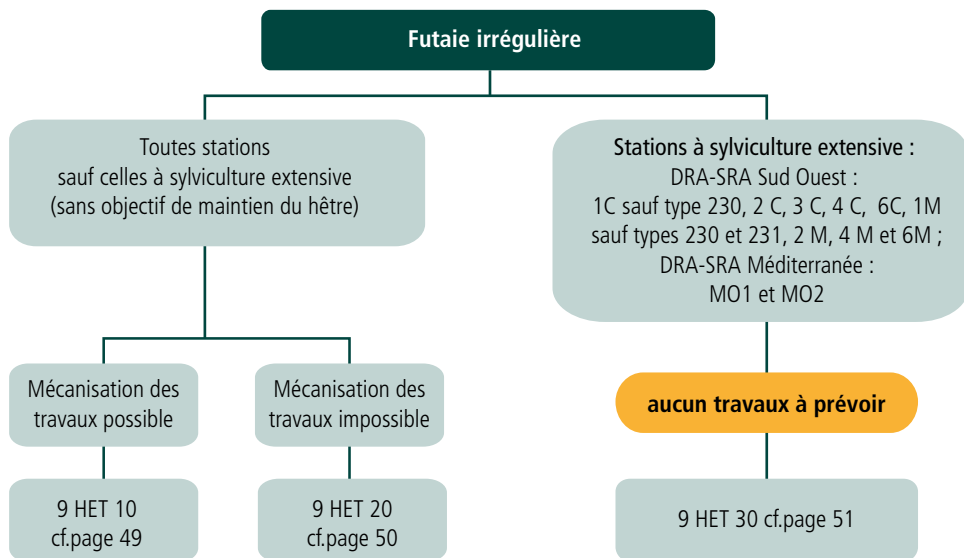 Futaie irrégulière
Toutes stations
sauf celles à sylviculture extensive
(sans objectif de maintien du hêtre)
Stations à sylviculture extensive :
DRA-SRA Sud Ouest :
1C sauf type 230, 2 C, 3 C, 4 C, 6C, 1M
sauf types 230 et 231, 2 M, 4 M et 6M ;
DRA-SRA Méditerranée :
MO1 et MO2
Mécanisation des
travaux possible
Mécanisation des
travaux impossible
aucun travaux à prévoir
9 HET 10
cf.page 49
9 HET 20
cf.page 50
9 HET 30 cf.page 51